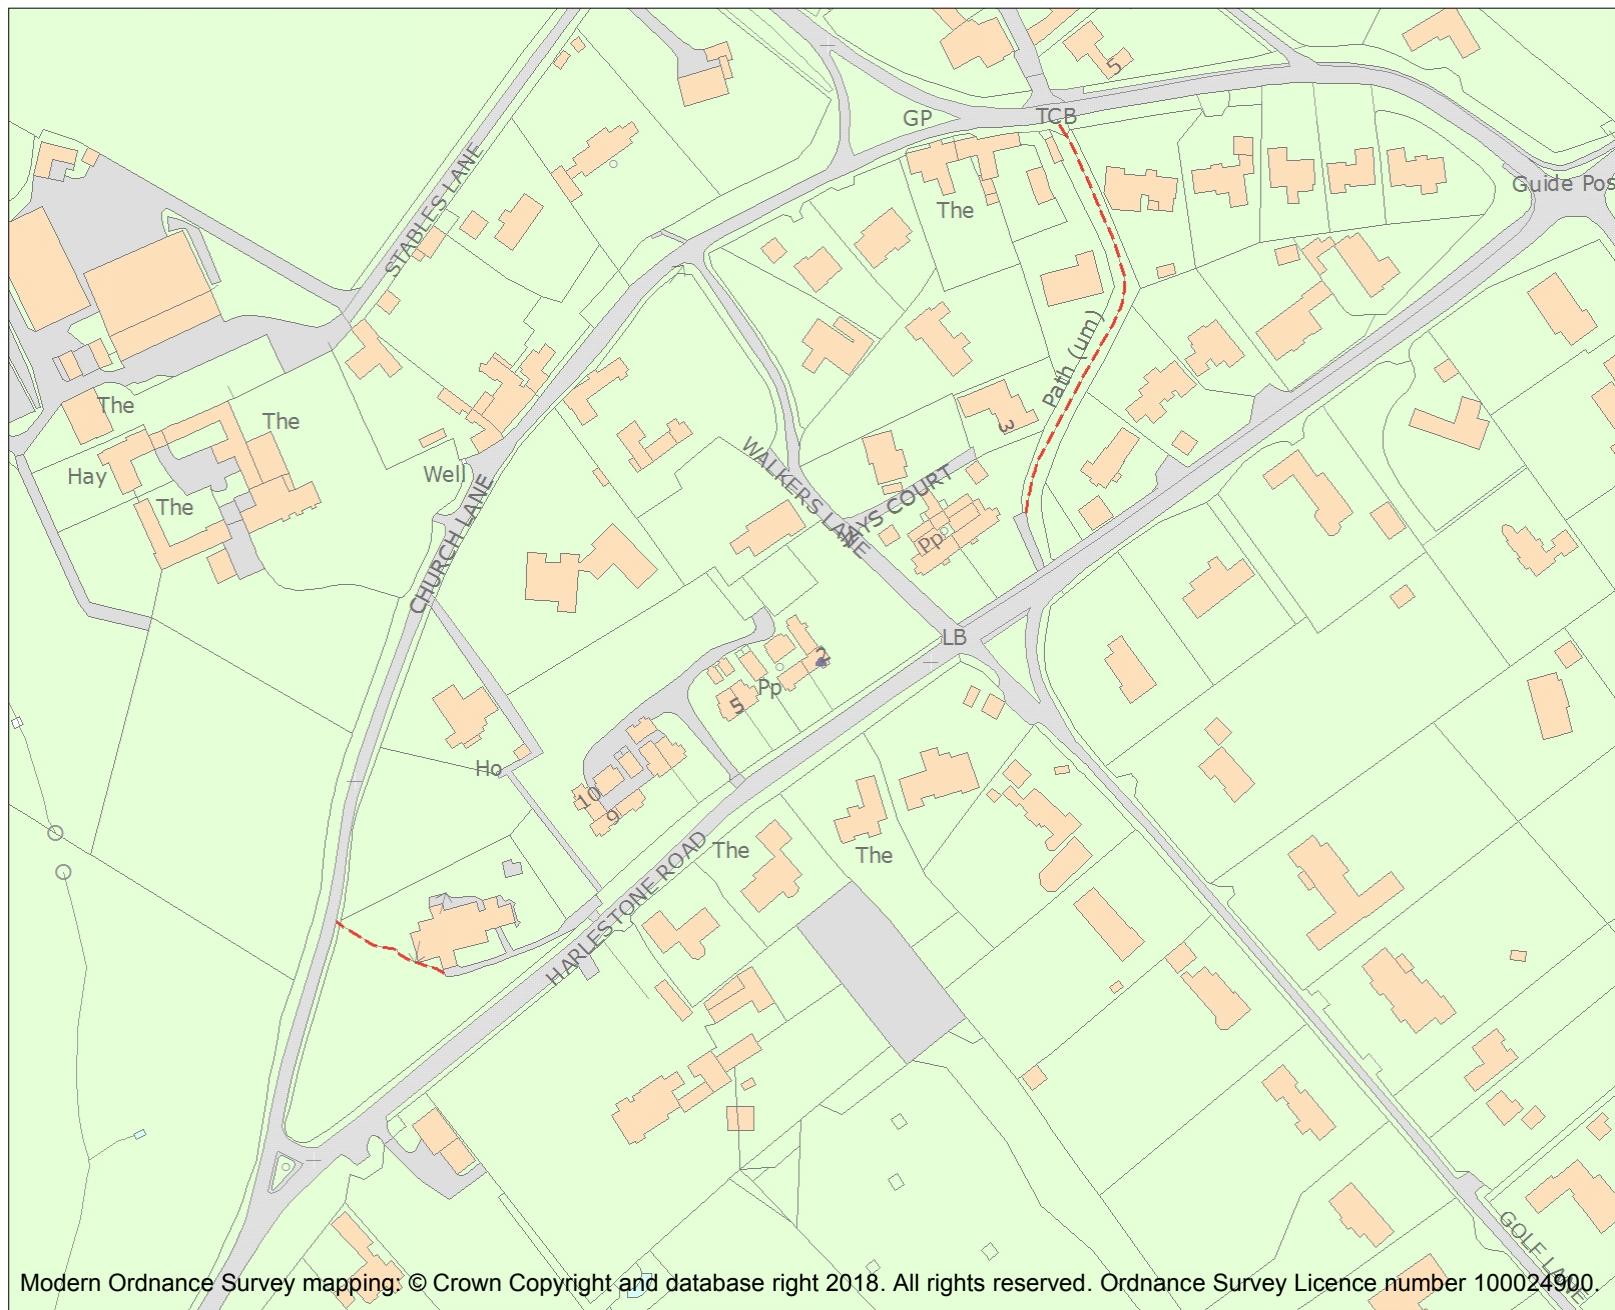 5
TCB
GP
Guide Pos
STABLES LANE
The
Path (um)
The
The
3
Hay
Well
WALKERS LANE
AYS COURT
The
CHURCH LANE
Pp
LB
Pp
5
Ho
10
9
The
The
HARLESTONE ROAD
GOLF LANE
Modern Ordnance Survey mapping: © Crown Copyright and database right 2018. All rights reserved. Ordnance Survey Licence number 100024900.